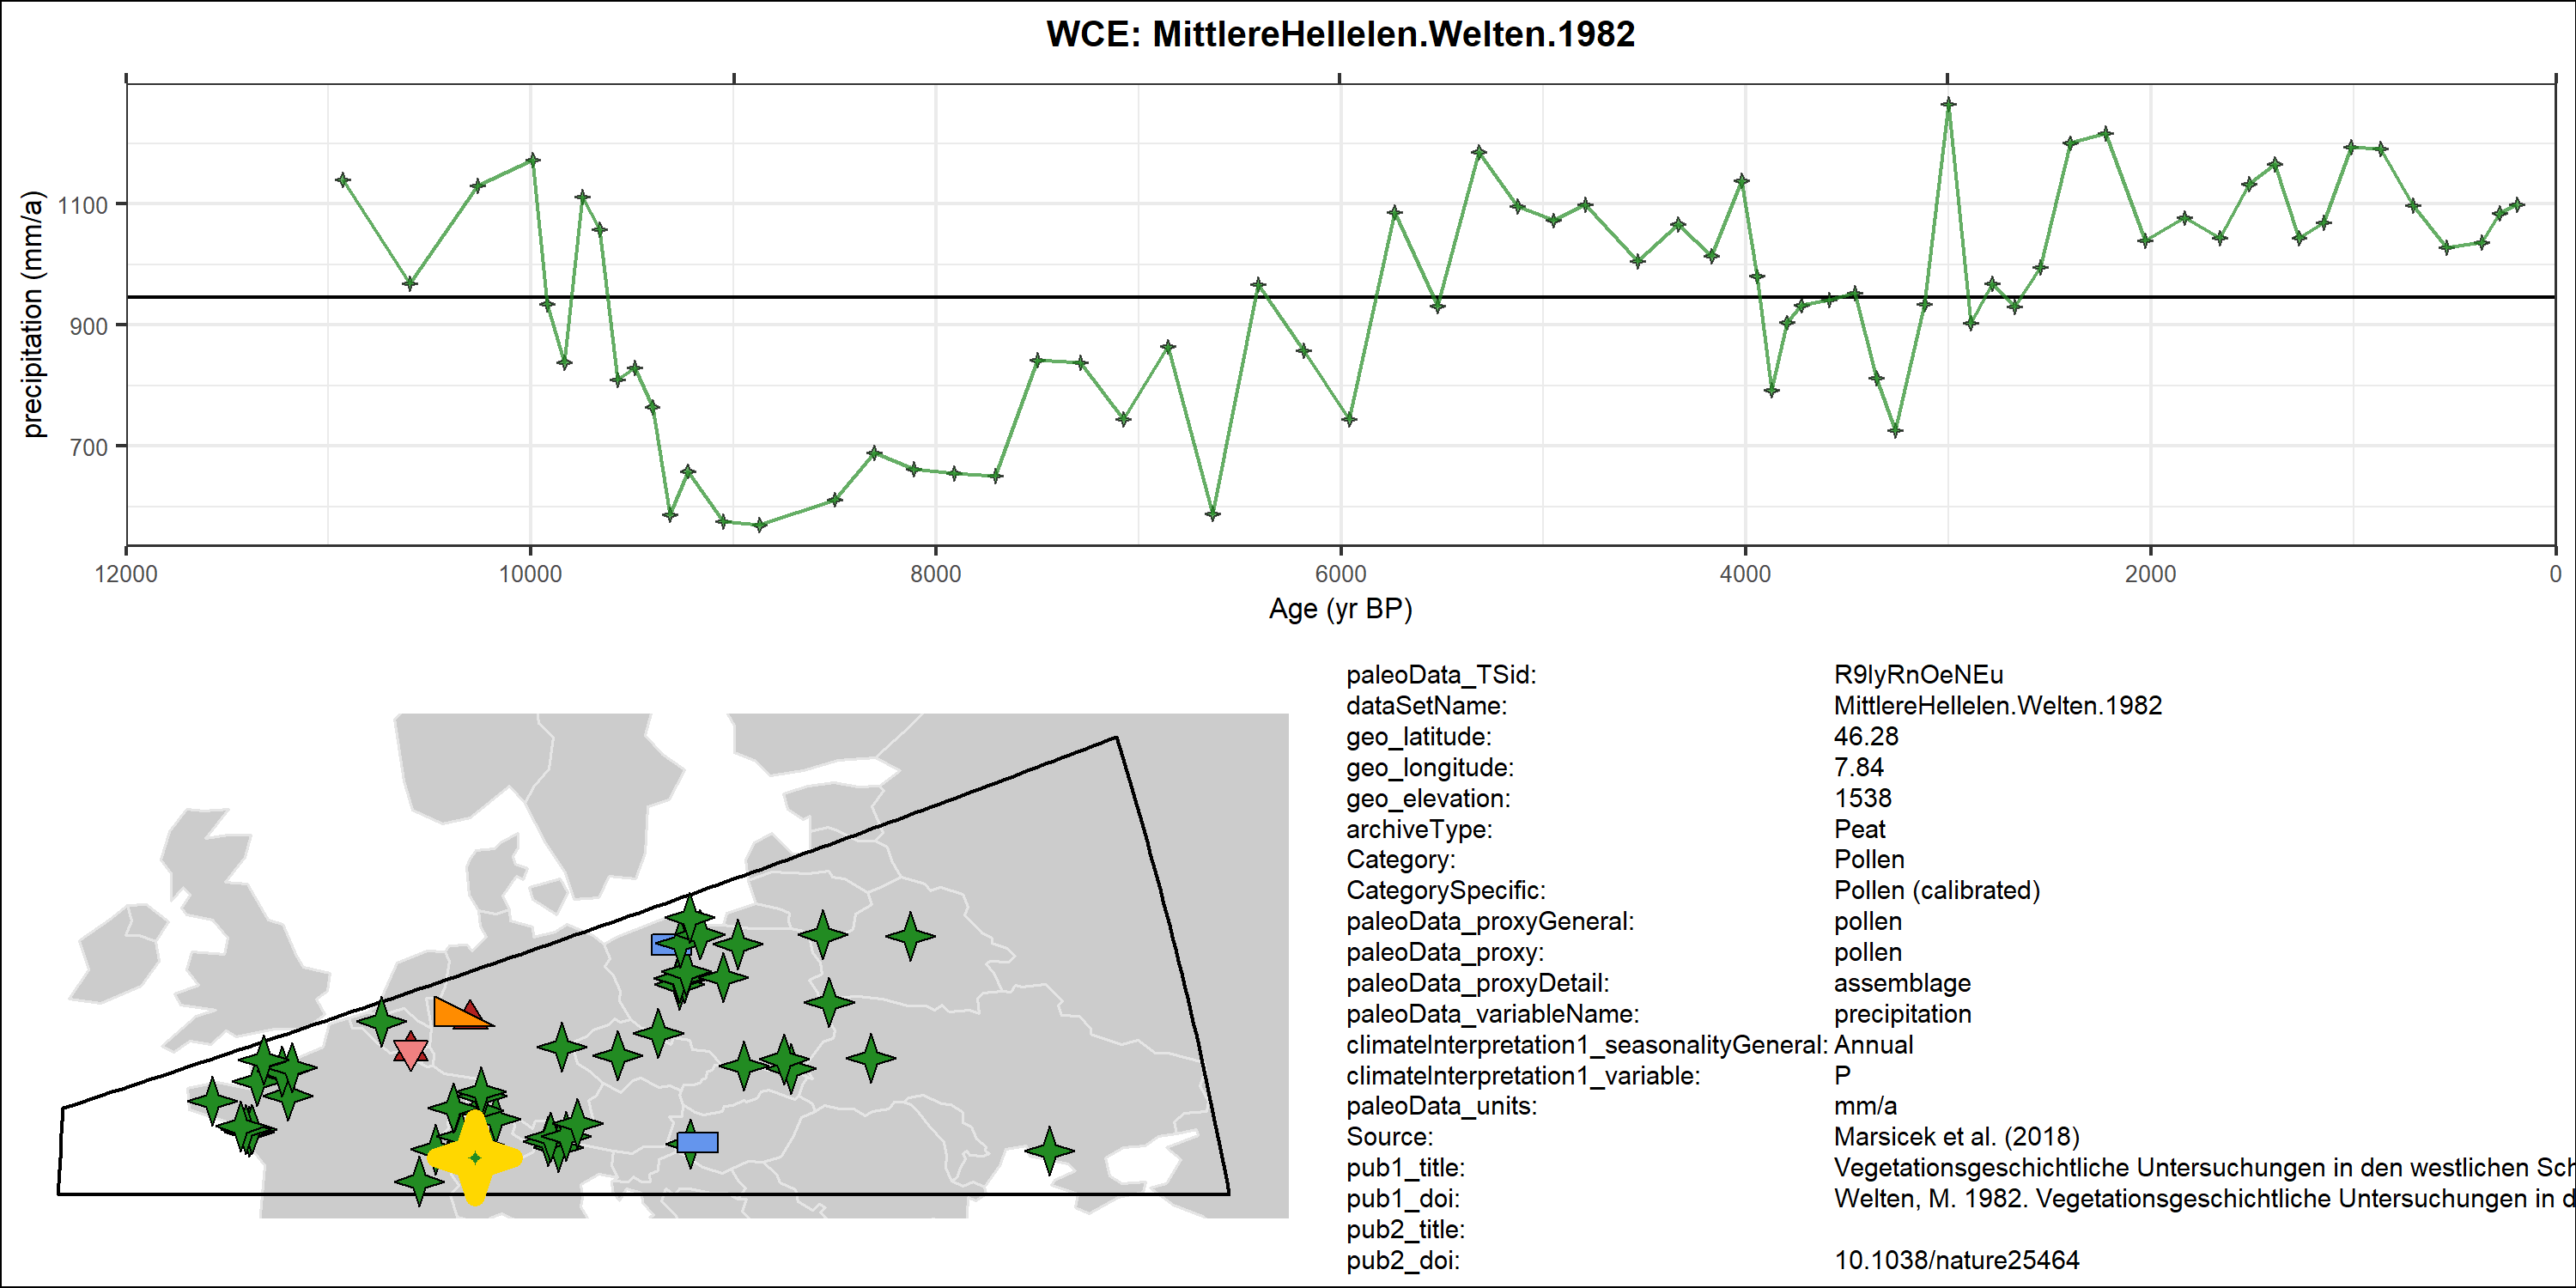 WCE: MittlereHellelen.Welten.1982
precipitation (mm/a)
1100
900
700
12000 10000 8000 6000 4000 2000 0
Age (yr BP)
paleoData_TSid: R9lyRnOeNEu
dataSetName: MittlereHellelen.Welten.1982
geo_latitude: 46.28
geo_longitude: 7.84
geo_elevation: 1538
archiveType: Peat
Category: Pollen
CategorySpecific: Pollen (calibrated)
paleoData_proxyGeneral: pollen
paleoData_proxy: pollen
paleoData_proxyDetail: assemblage
paleoData_variableName: precipitation
climateInterpretation1_seasonalityGeneral: Annual
climateInterpretation1_variable: P
paleoData_units: mm/a
Source: Marsicek et al. (2018)
pub1_title: Vegetationsgeschichtliche Untersuchungen in den westlichen Sch
pub1_doi: Welten, M. 1982. Vegetationsgeschichtliche Untersuchungen in d
pub2_title:
pub2_doi: 10.1038/nature25464